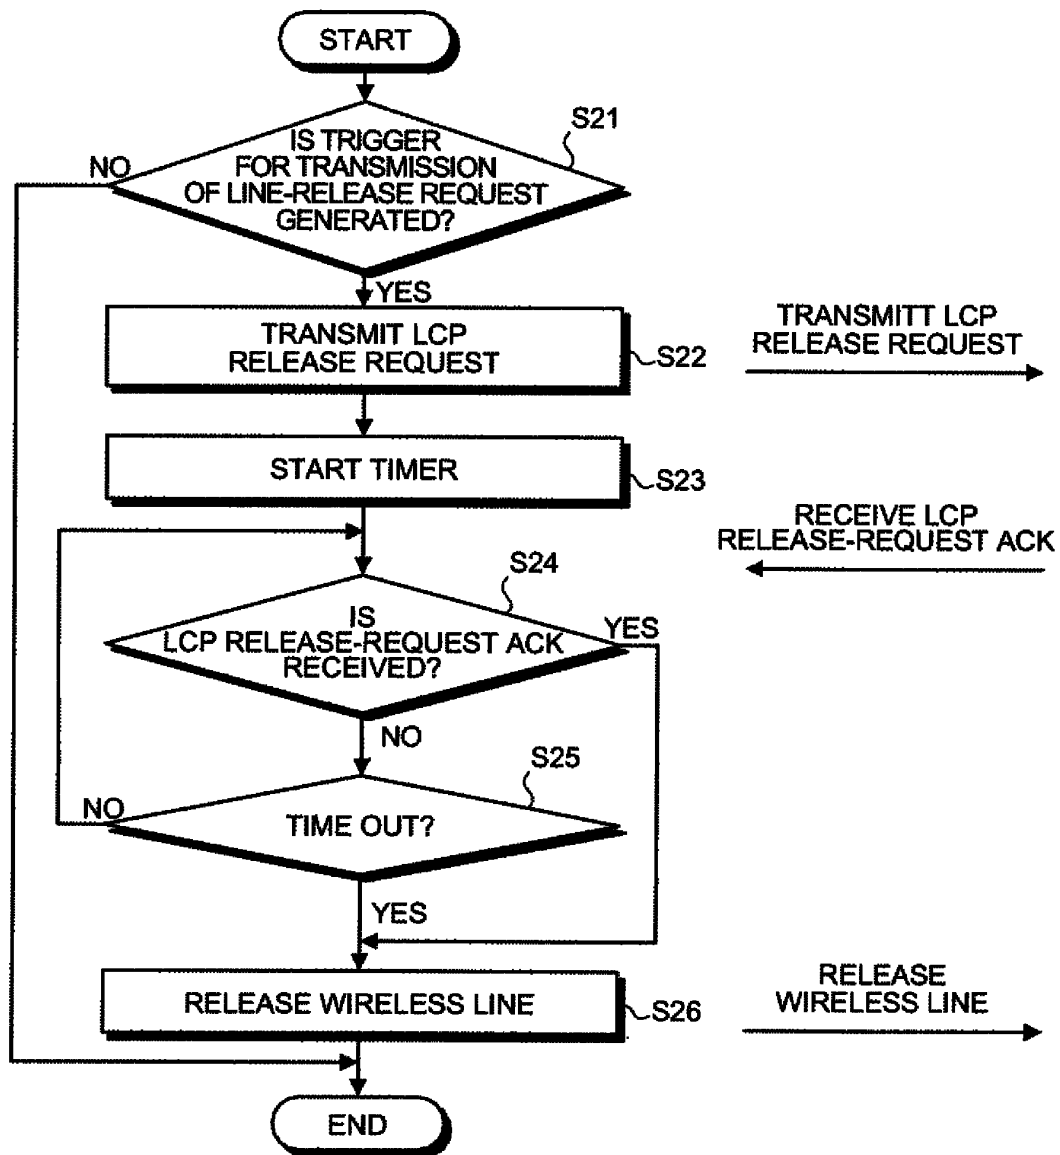 START
S21
IS TRIGGER
FOR TRANSMISSION
OF LINE-RELEASE REQUEST
GENERATED?
NO
YES
TRANSMIT LCP
RELEASE REQUEST
S22
TRANSMITT LCP
RELEASE REQUEST
START TIMER
S23
RECEIVE LCP
RELEASE-REQUEST ACK
S24
IS
LCP RELEASE-REQUEST ACK
RECEIVED?
YES
NO
S25
NO
TIME OUT?
YES
RELEASE WIRELESS LINE
S26
RELEASE
WIRELESS LINE
END